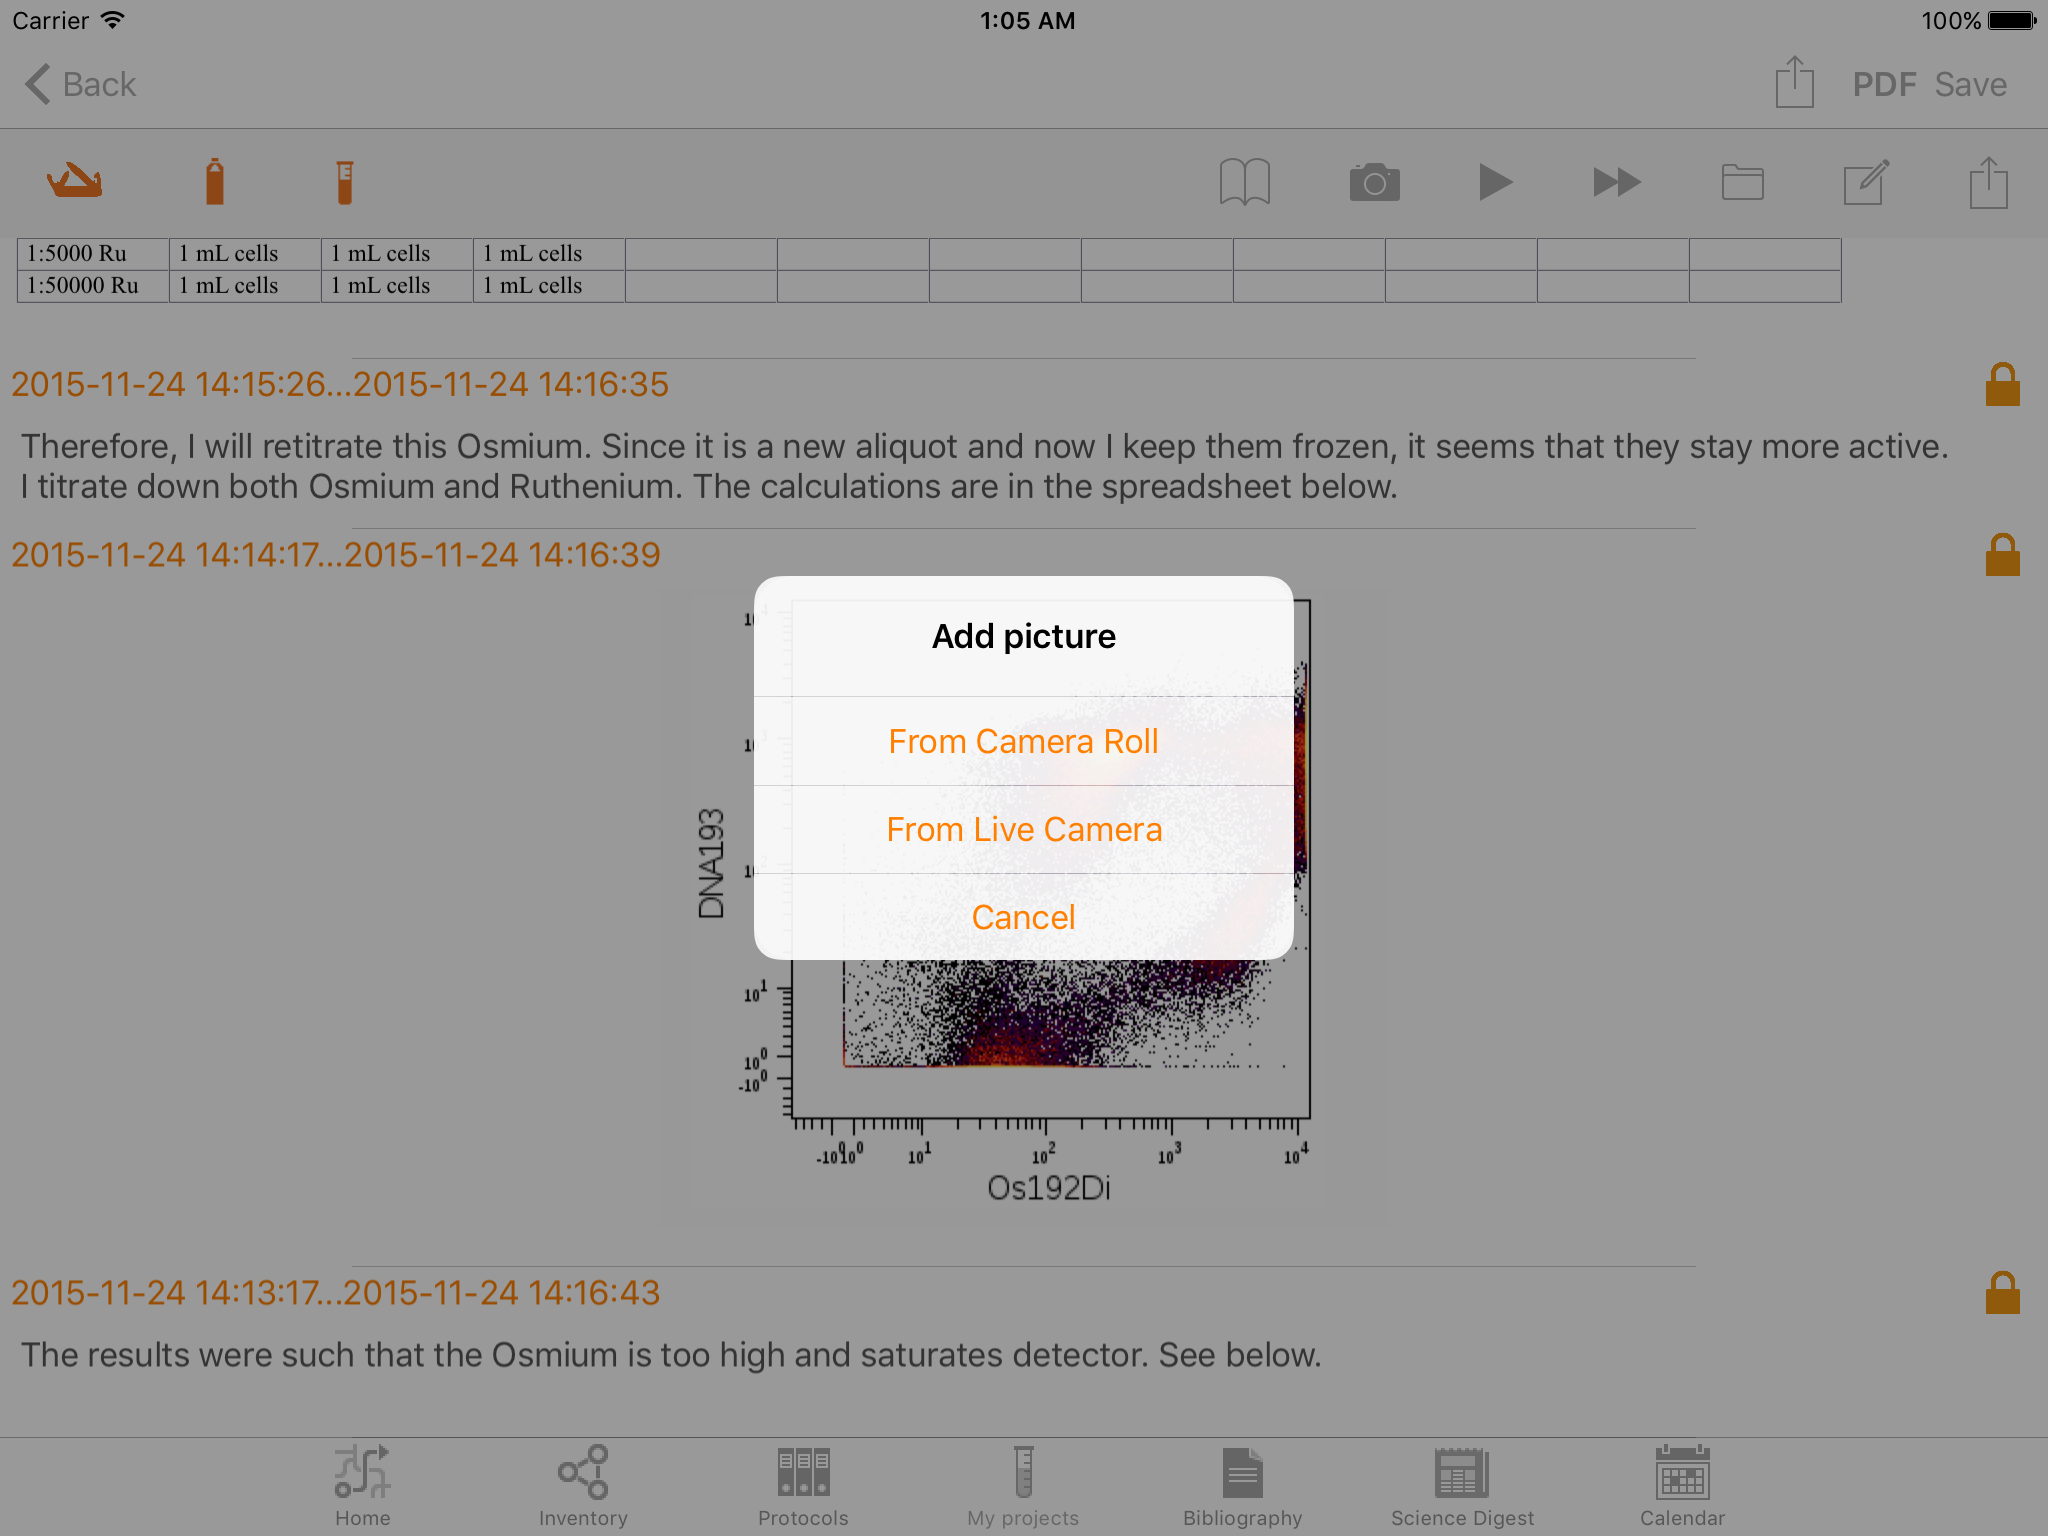 Carrier 1:05 AM 100%
Back PDF Save
E
1:5000 Ru 1 mL cells 1 mL cells 1 mL cells
1:50000 Ru 1 mL cells 1 mL cells 1 mL cells
2015-11-24 14:15:26...2015-11-24 14:16:35
Therefore, I will retitrate this Osmium. Since it is a new aliquot and now I keep them frozen, it seems that they stay more active.
I titrate down both Osmium and Ruthenium. The calculations are in the spreadsheet below.
2015-11-24 14:14:17...2015-11-24 14:16:39
Add picture
From Camera Roll
From Live Camera
Cancel
DNA193
10¹
10⁰
-10⁰
10¹ 10² 10³ 10⁴
Os192Di
2015-11-24 14:13:17...2015-11-24 14:16:43
The results were such that the Osmium is too high and saturates detector. See below.
Home Inventory Protocols My projects Bibliography Science Digest Calendar